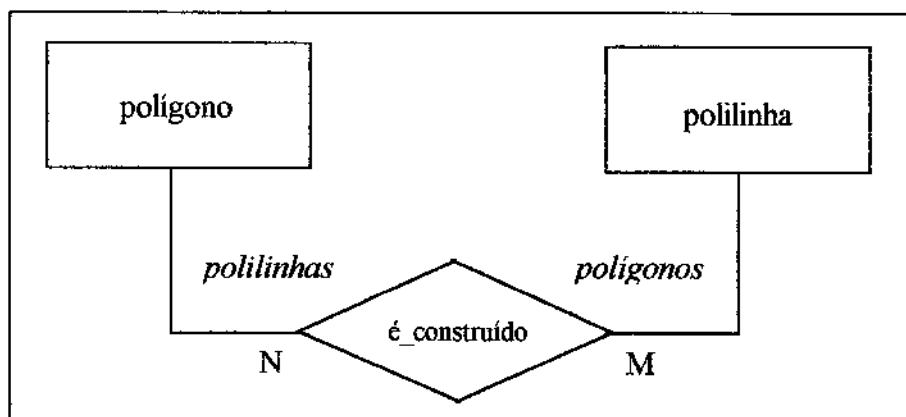 polígono
polilinha
polilinhas
polígonos
é_construído
N
M